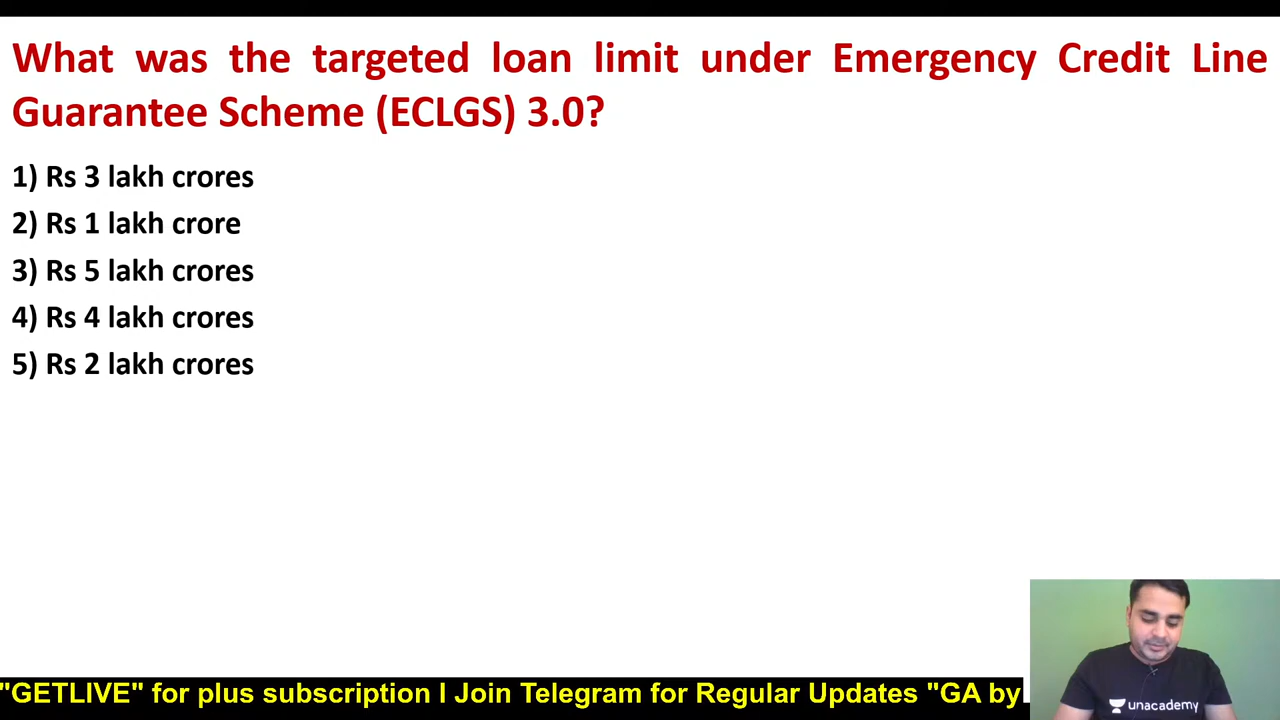 What was the targeted loan limit under Emergency Credit Line
Guarantee Scheme (ECLGS) 3.0?
1) Rs 3 lakh crores
2) Rs 1 lakh crore
3) Rs 5 lakh crores
4) Rs 4 lakh crores
5) Rs 2 lakh crores
unacademy
"GETLIVE" for plus subscription I Join Telegram for Regular Updates "GA by